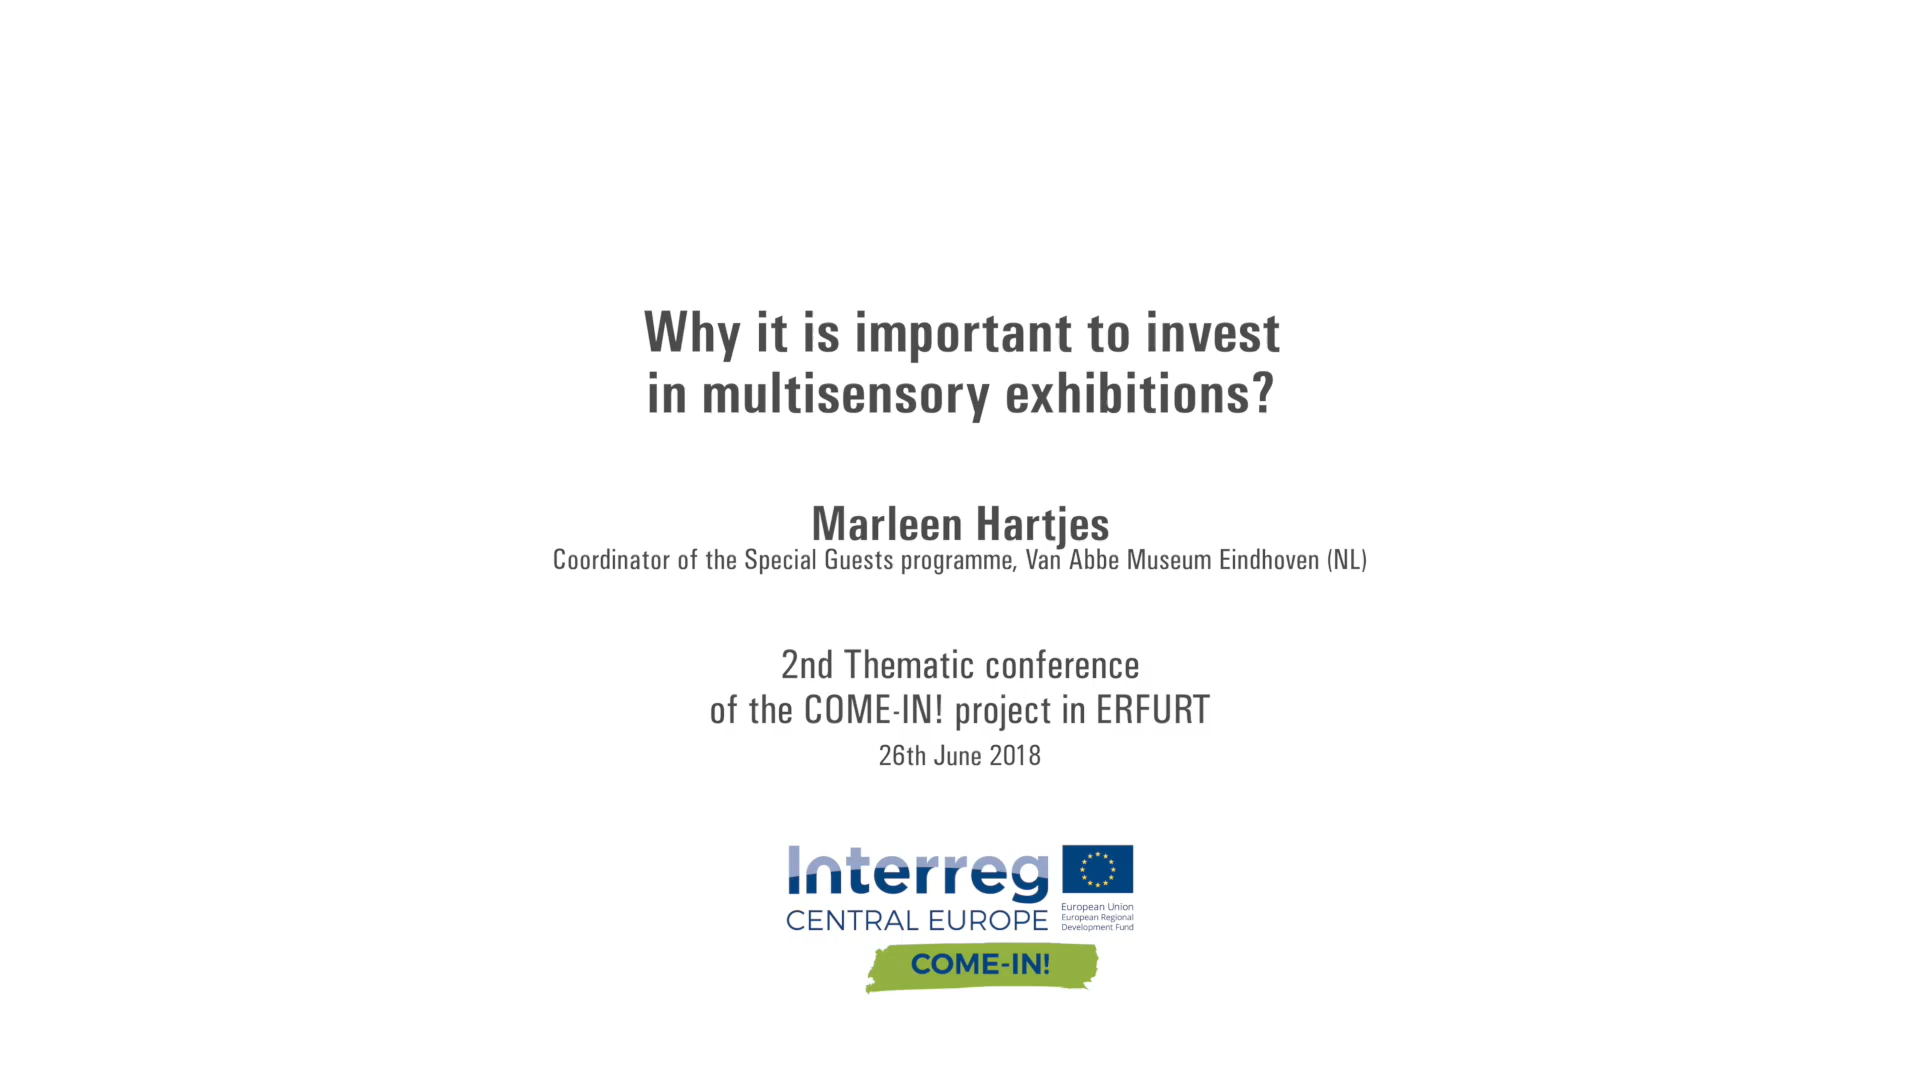 Why it is important to invest
in multisensory exhibitions?
Marleen Hartjes
Coordinator of the Special Guests programme, Van Abbe Museum Eindhoven (NL)
2nd Thematic conference
of the COME-IN! project in ERFURT
26th June 2018
Interreg
CENTRAL EUROPE
European Union
European Regional
Development Fund
COME-IN!